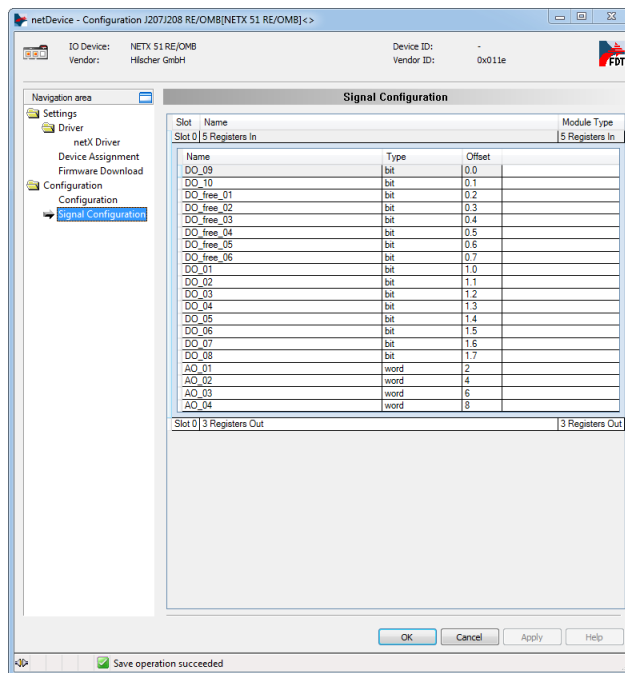 netDevice - Configuration J207J208 RE/OMB[NETX 51 RE/OMB]<>
IO Device: NETX 51 RE/OMB Device ID: -
Vendor: Hilscher GmbH Vendor ID: 0x011e
FDT
Navigation area
Settings
Driver
netX Driver
Device Assignment
Firmware Download
Configuration
Configuration
Signal Configuration
Signal Configuration
Slot Name Module Type
Slot 0 5 Registers In 5 Registers In
Name Type Offset
DO_09 bit 0.0
DO_10 bit 0.1
DO_free_01 bit 0.2
DO_free_02 bit 0.3
DO_free_03 bit 0.4
DO_free_04 bit 0.5
DO_free_05 bit 0.6
DO_free_06 bit 0.7
DO_01 bit 1.0
DO_02 bit 1.1
DO_03 bit 1.2
DO_04 bit 1.3
DO_05 bit 1.4
DO_06 bit 1.5
DO_07 bit 1.6
DO_08 bit 1.7
AO_01 word 2
AO_02 word 4
AO_03 word 6
AO_04 word 8
Slot 0 3 Registers Out 3 Registers Out
OK Cancel Apply Help
Save operation succeeded